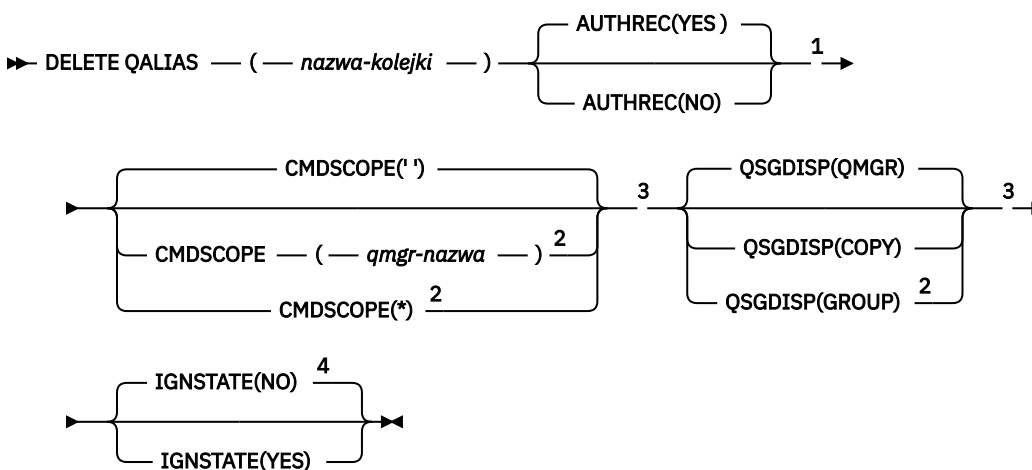 AUTHREC(YES )
DELETE QALIAS ( nazwa-kolejki ) 1
AUTHREC(NO)
CMDSCOPE(' ') 3 QSGDISP(QMGR) 3
CMDSCOPE ( qmgr-nazwa ) 2 QSGDISP(COPY)
CMDSCOPE(*) 2 QSGDISP(GROUP) 2
IGNSTATE(NO) 4
IGNSTATE(YES)